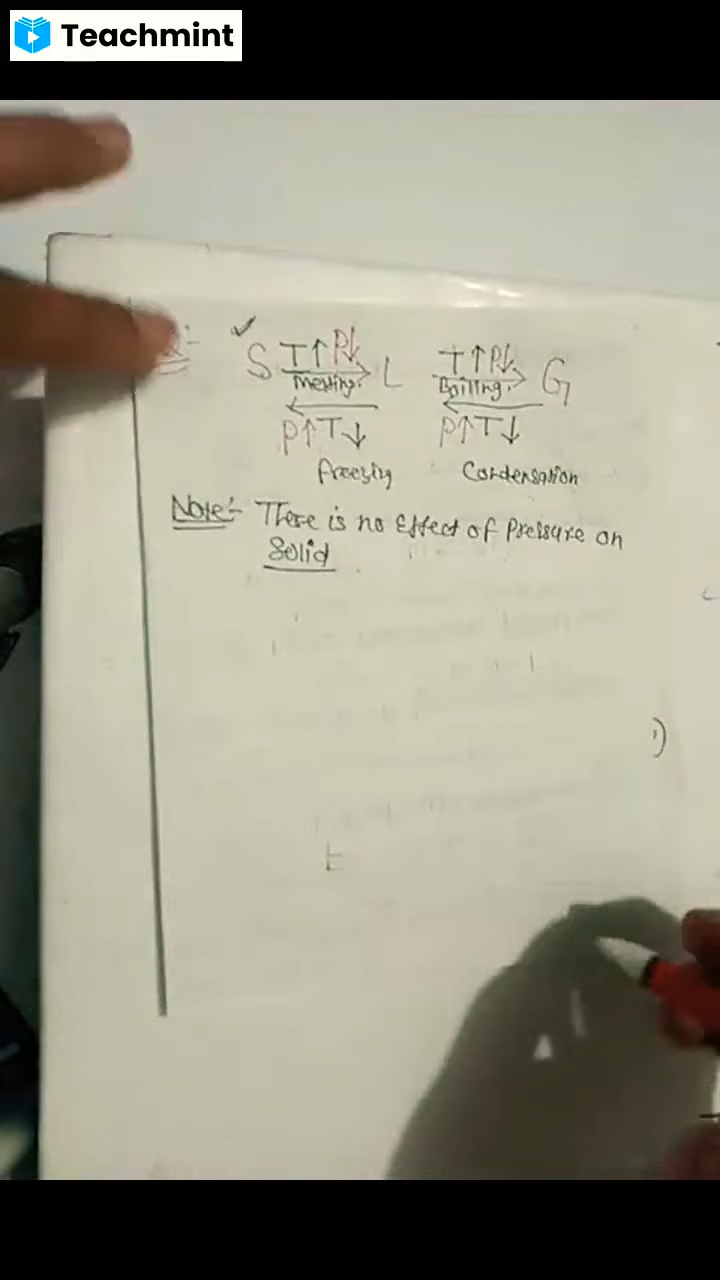 Teachmint
S T↑ P↓ L T↑ P↓ G
Melting. Boiling.
P↑ T↓ P↑ T↓
freezing Condensation
Note:- There is no Effect of Pressure on
Solid
i)
E